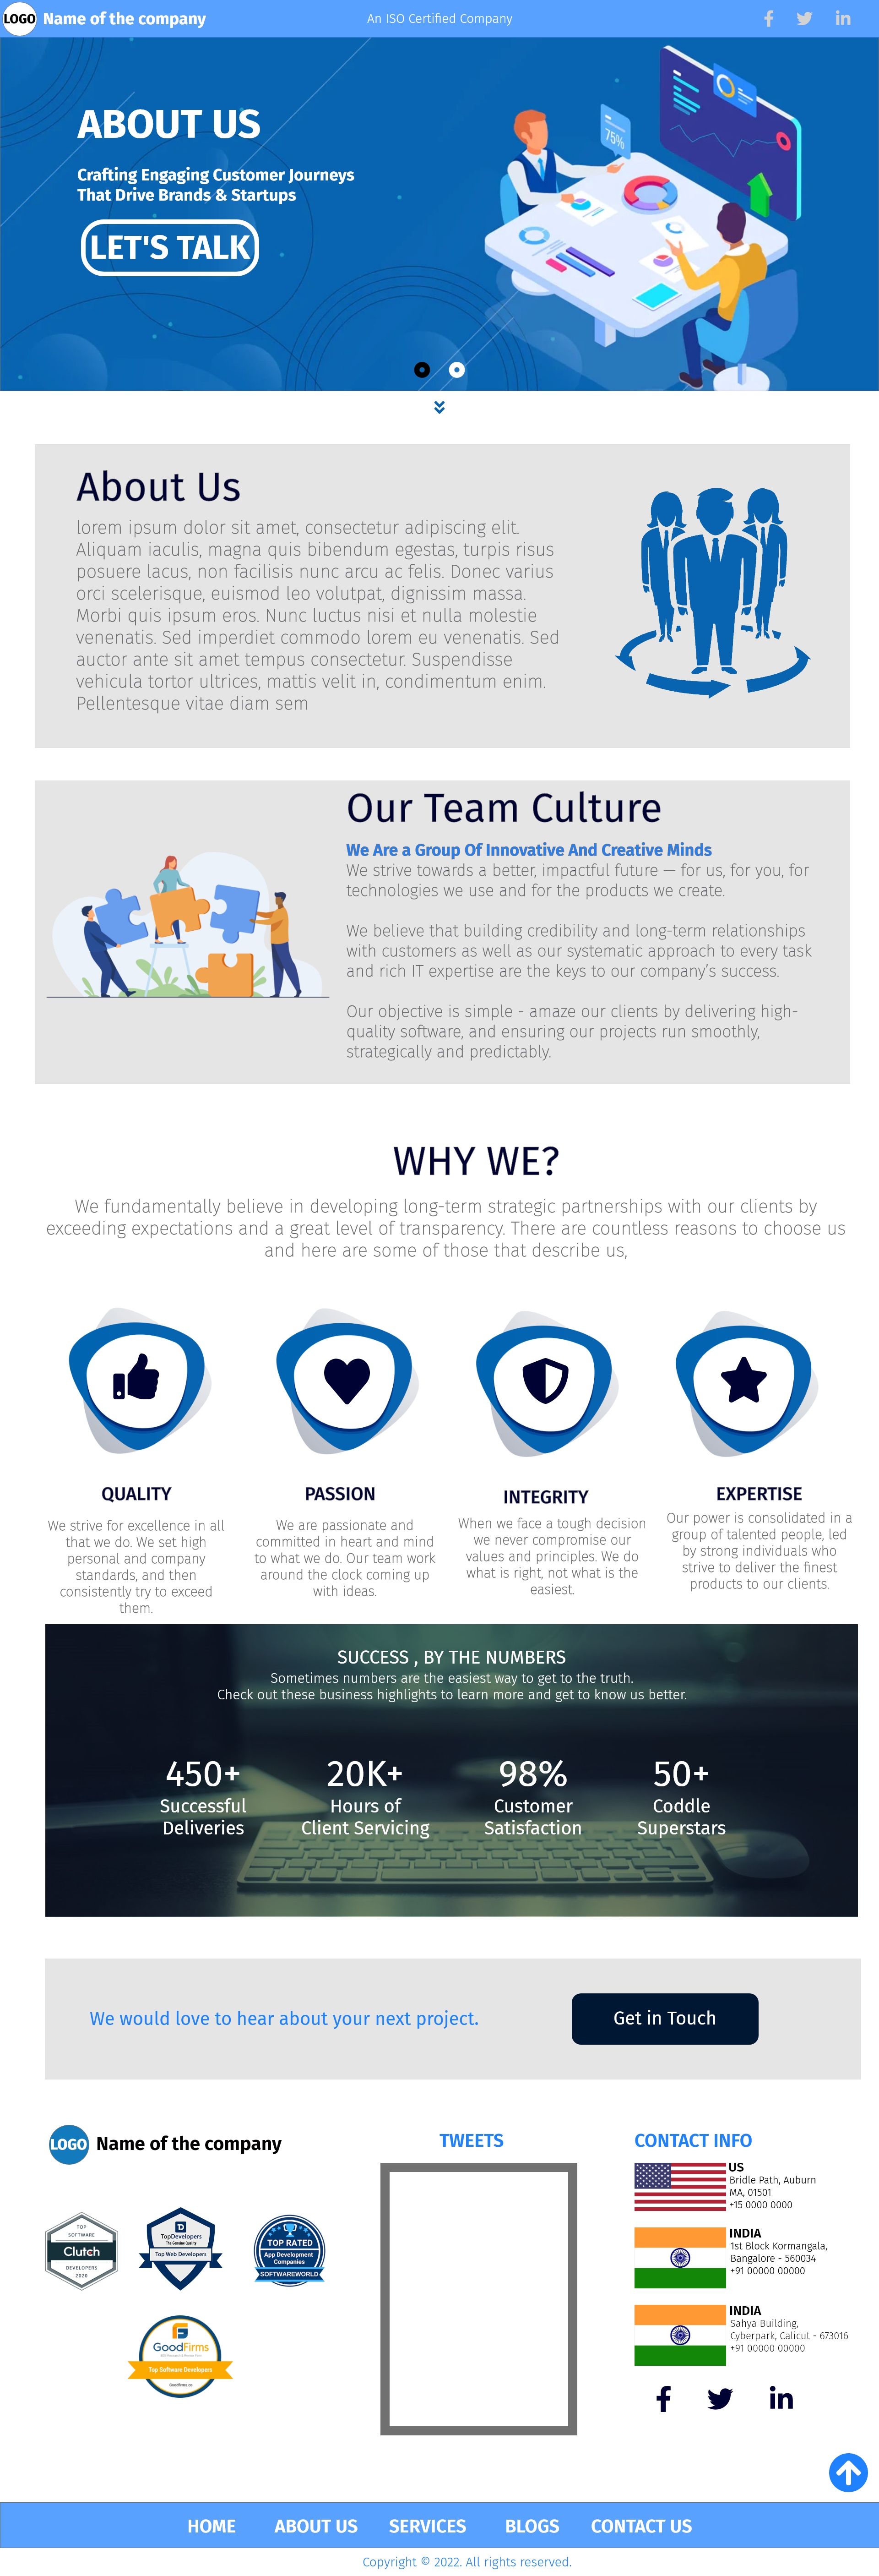 LOGO Name of the company
An ISO Certified Company
ABOUT US
Crafting Engaging Customer Journeys
That Drive Brands & Startups
LET'S TALK
75%
About Us
lorem ipsum dolor sit amet, consectetur adipiscing elit.
Aliquam iaculis, magna quis bibendum egestas, turpis risus
posuere lacus, non facilisis nunc arcu ac felis. Donec varius
orci scelerisque, euismod leo volutpat, dignissim massa.
Morbi quis ipsum eros. Nunc luctus nisi et nulla molestie
venenatis. Sed imperdiet commodo lorem eu venenatis. Sed
auctor ante sit amet tempus consectetur. Suspendisse
vehicula tortor ultrices, mattis velit in, condimentum enim.
Pellentesque vitae diam sem
Our Team Culture
We Are a Group Of Innovative And Creative Minds
We strive towards a better, impactful future — for us, for you, for
technologies we use and for the products we create.
We believe that building credibility and long-term relationships
with customers as well as our systematic approach to every task
and rich IT expertise are the keys to our company's success.
Our objective is simple - amaze our clients by delivering high-
quality software, and ensuring our projects run smoothly,
strategically and predictably.
WHY WE?
We fundamentally believe in developing long-term strategic partnerships with our clients by
exceeding expectations and a great level of transparency. There are countless reasons to choose us
and here are some of those that describe us,
QUALITY
We strive for excellence in all
that we do. We set high
personal and company
standards, and then
consistently try to exceed
them.
PASSION
We are passionate and
committed in heart and mind
to what we do. Our team work
around the clock coming up
with ideas.
INTEGRITY
When we face a tough decision
we never compromise our
values and principles. We do
what is right, not what is the
easiest.
EXPERTISE
Our power is consolidated in a
group of talented people, led
by strong individuals who
strive to deliver the finest
products to our clients.
SUCCESS , BY THE NUMBERS
Sometimes numbers are the easiest way to get to the truth.
Check out these business highlights to learn more and get to know us better.
450+
Successful
Deliveries
20K+
Hours of
Client Servicing
98%
Customer
Satisfaction
50+
Coddle
Superstars
We would love to hear about your next project.
Get in Touch
LOGO Name of the company
TOP
SOFTWARE
Clutch
DEVELOPERS
2020
TopDevelopers
The Genuine Quality
Top Web Developers
TOP RATED
App Development
Companies
SOFTWAREWORLD
GoodFirms
Top Software Developers
Goodfirms.co
TWEETS
CONTACT INFO
US
Bridle Path, Auburn
MA, 01501
+15 0000 0000
INDIA
1st Block Kormangala,
Bangalore - 560034
+91 00000 00000
INDIA
Sahya Building,
Cyberpark, Calicut - 673016
+91 00000 00000
HOME ABOUT US SERVICES BLOGS CONTACT US
Copyright © 2022. All rights reserved.